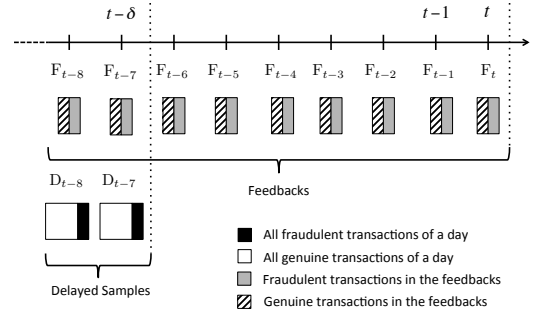 t − δ t−1 t
F_{t−8} F_{t−7} F_{t−6} F_{t−5} F_{t−4} F_{t−3} F_{t−2} F_{t−1} F_t
Feedbacks
D_{t−8} D_{t−7}
All fraudulent transactions of a day
All genuine transactions of a day
Fraudulent transactions in the feedbacks
Delayed Samples
Genuine transactions in the feedbacks